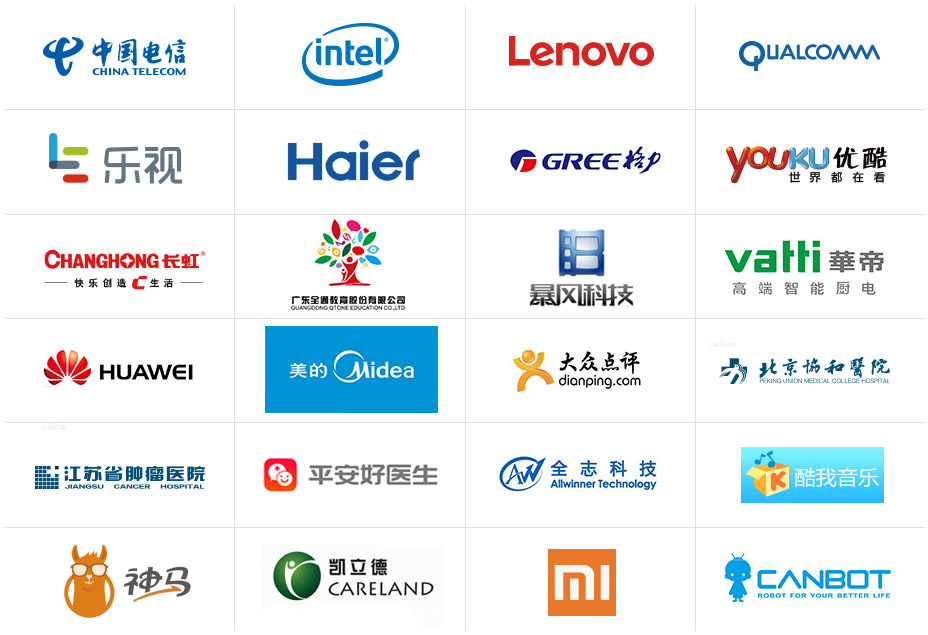 中国电信
CHINA TELECOM
intel
Lenovo
QUALCOMM
乐视
Haier
GREE 格力
YOUKU 优酷
世界都在看
CHANGHONG 长虹®
快乐创造 C 生活
广东全通教育股份有限公司
GUANGDONG QTONE EDUCATION CO.,LTD
暴风科技
vatti 華帝
高端智能厨电
HUAWEI
美的 Midea
大众点评
dianping.com
北京協和醫院
PEKING UNION MEDICAL COLLEGE HOSPITAL
江苏省肿瘤医院
JIANGSU CANCER HOSPITAL
平安好医生
AW 全志科技
Allwinner Technology
K 酷我音乐
神马
凯立德
CARELAND
MI
CANBOT
ROBOT FOR YOUR BETTER LIFE